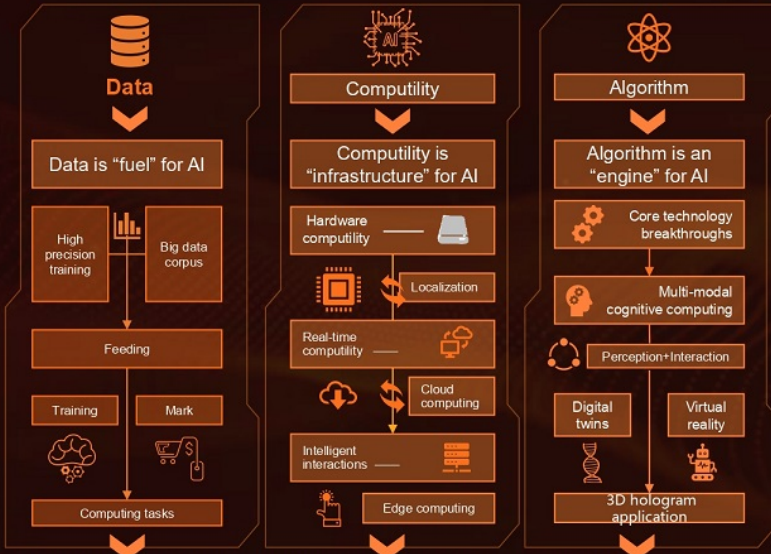 Data
Data is “fuel” for AI
High
precision
training
Big data
corpus
Feeding
Training
Mark
Computing tasks
AI
Computility
Computility is
“infrastructure” for AI
Hardware
computility
Localization
Real-time
computility
Cloud
computing
Intelligent
interactions
Edge computing
Algorithm
Algorithm is an
“engine” for AI
Core technology
breakthroughs
Multi-modal
cognitive computing
Perception+Interaction
Digital
twins
Virtual
reality
3D hologram
application